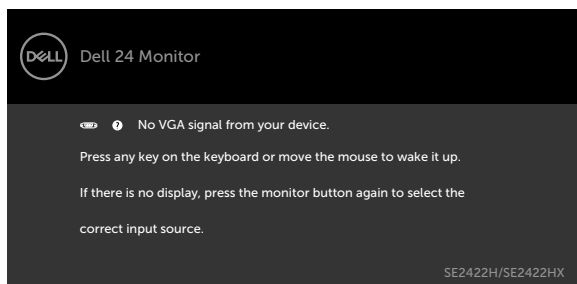 DELL
Dell 24 Monitor
? No VGA signal from your device.
Press any key on the keyboard or move the mouse to wake it up.
If there is no display, press the monitor button again to select the
correct input source.
SE2422H/SE2422HX